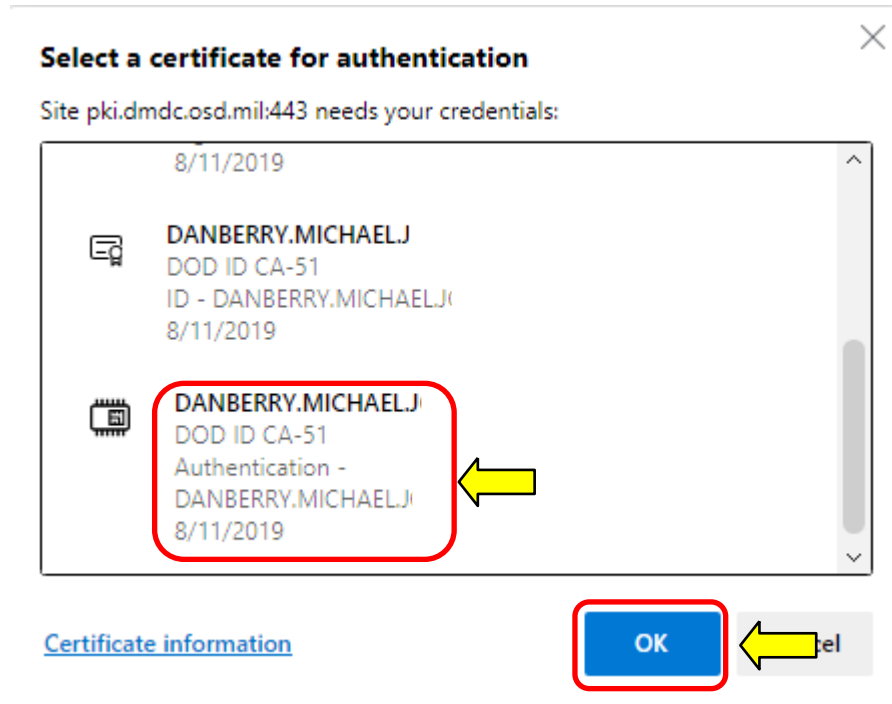 Select a certificate for authentication
Site pki.dmdc.osd.mil:443 needs your credentials:
8/11/2019
DANBERRY.MICHAEL.J
DOD ID CA-51
ID - DANBERRY.MICHAEL.J
8/11/2019
DANBERRY.MICHAEL.J
DOD ID CA-51
Authentication -
DANBERRY.MICHAEL.J
8/11/2019
Certificate information
OK